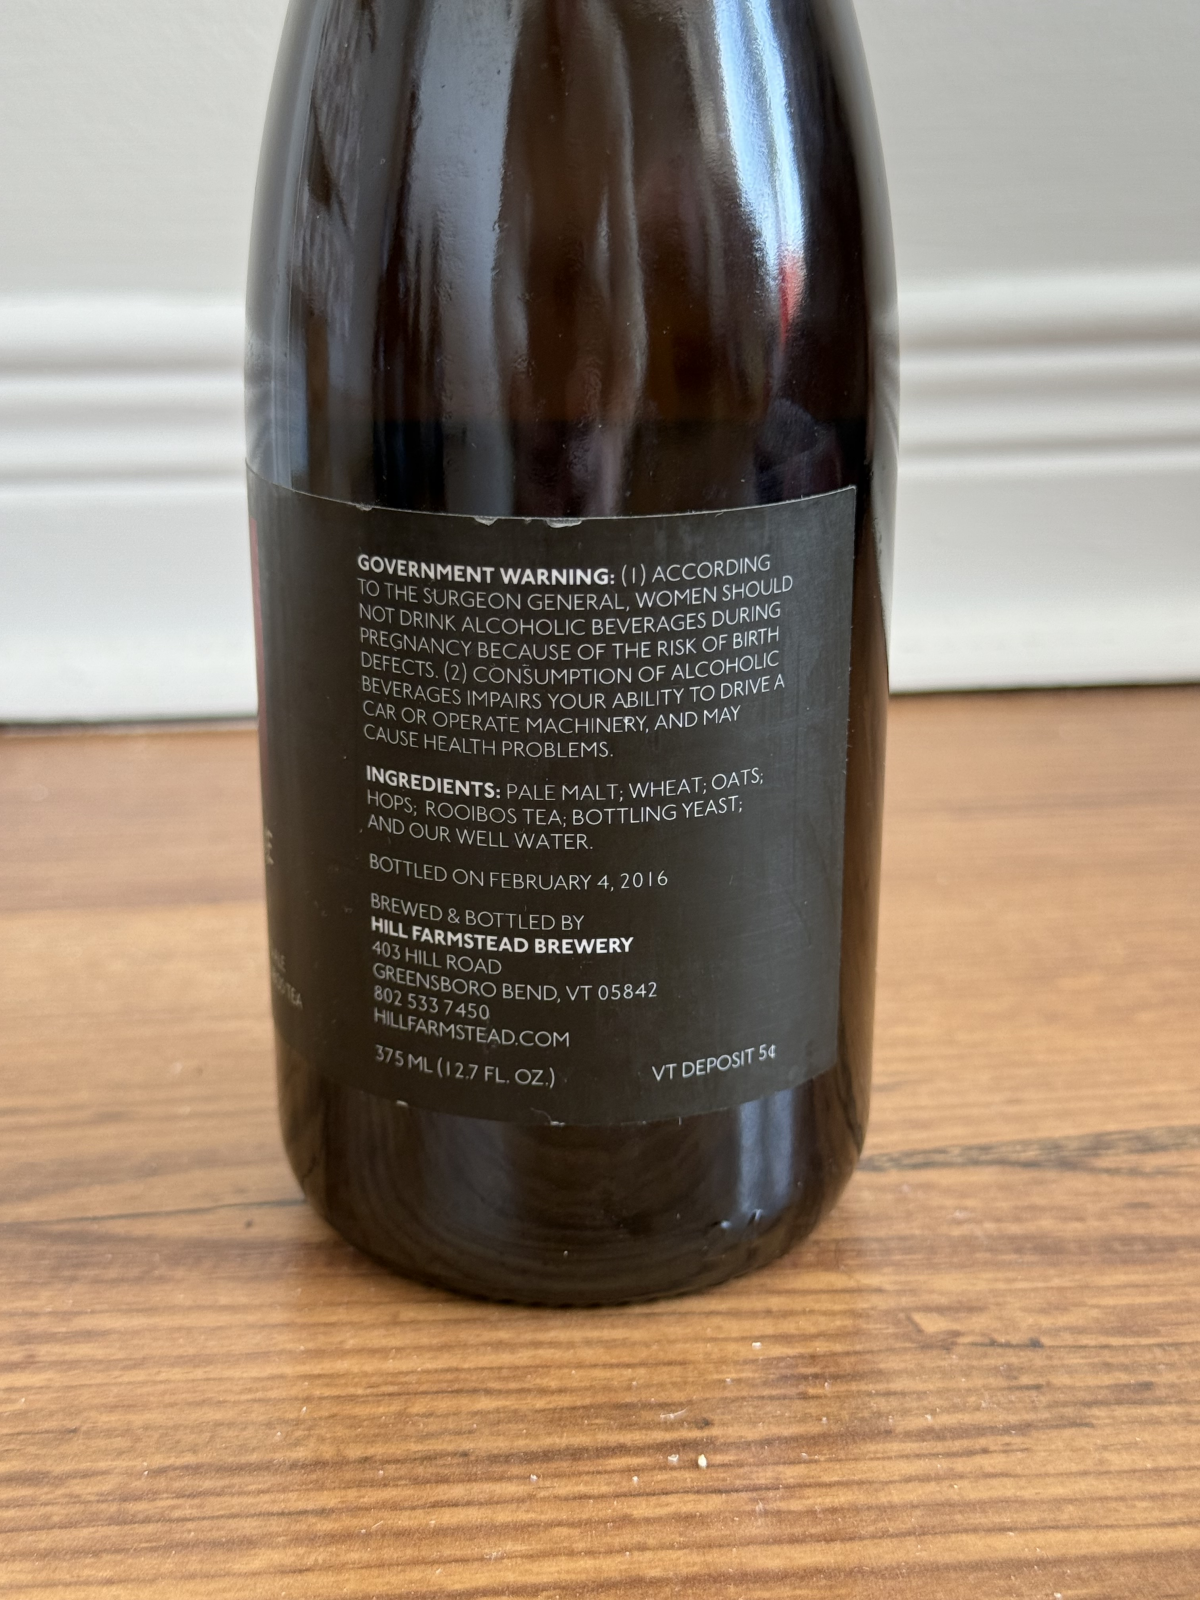 GOVERNMENT WARNING: (1) ACCORDING
TO THE SURGEON GENERAL, WOMEN SHOULD
NOT DRINK ALCOHOLIC BEVERAGES DURING
PREGNANCY BECAUSE OF THE RISK OF BIRTH
DEFECTS. (2) CONSUMPTION OF ALCOHOLIC
BEVERAGES IMPAIRS YOUR ABILITY TO DRIVE A
CAR OR OPERATE MACHINERY, AND MAY
CAUSE HEALTH PROBLEMS.
INGREDIENTS: PALE MALT; WHEAT; OATS;
HOPS; ROOIBOS TEA; BOTTLING YEAST;
AND OUR WELL WATER.
BOTTLED ON FEBRUARY 4, 2016
BREWED & BOTTLED BY
HILL FARMSTEAD BREWERY
403 HILL ROAD
GREENSBORO BEND, VT 05842
802 533 7450
HILLFARMSTEAD.COM
375 ML (12.7 FL. OZ.) VT DEPOSIT 5¢
TEA